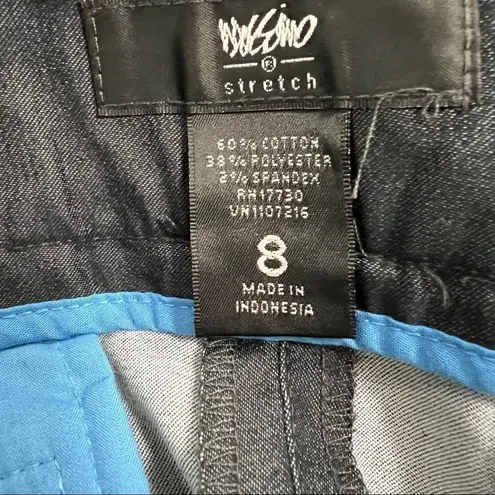 mossimo
®
stretch
60% COTTON
38% POLYESTER
2% SPANDEX
RN17730
VN1107216
8
MADE IN
INDONESIA